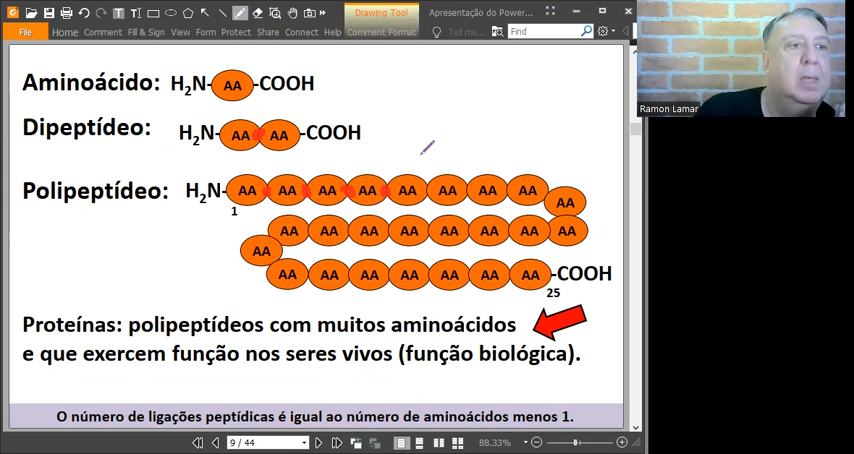 Drawing Tool
Apresentação do Power...
File Home Comment Fill & Sign View Form Protect Share Connect Help Comment Format Tell me... Find
Ramon Lamar
Aminoácido: H2N- AA -COOH
Dipeptídeo: H2N- AA AA -COOH
Polipeptídeo: H2N- AA AA AA AA AA AA AA AA
AA
1
AA AA AA AA AA AA AA AA
AA
AA AA AA AA AA AA AA -COOH
25
Proteínas: polipeptídeos com muitos aminoácidos
e que exercem função nos seres vivos (função biológica).
O número de ligações peptídicas é igual ao número de aminoácidos menos 1.
9 / 44 88.33%